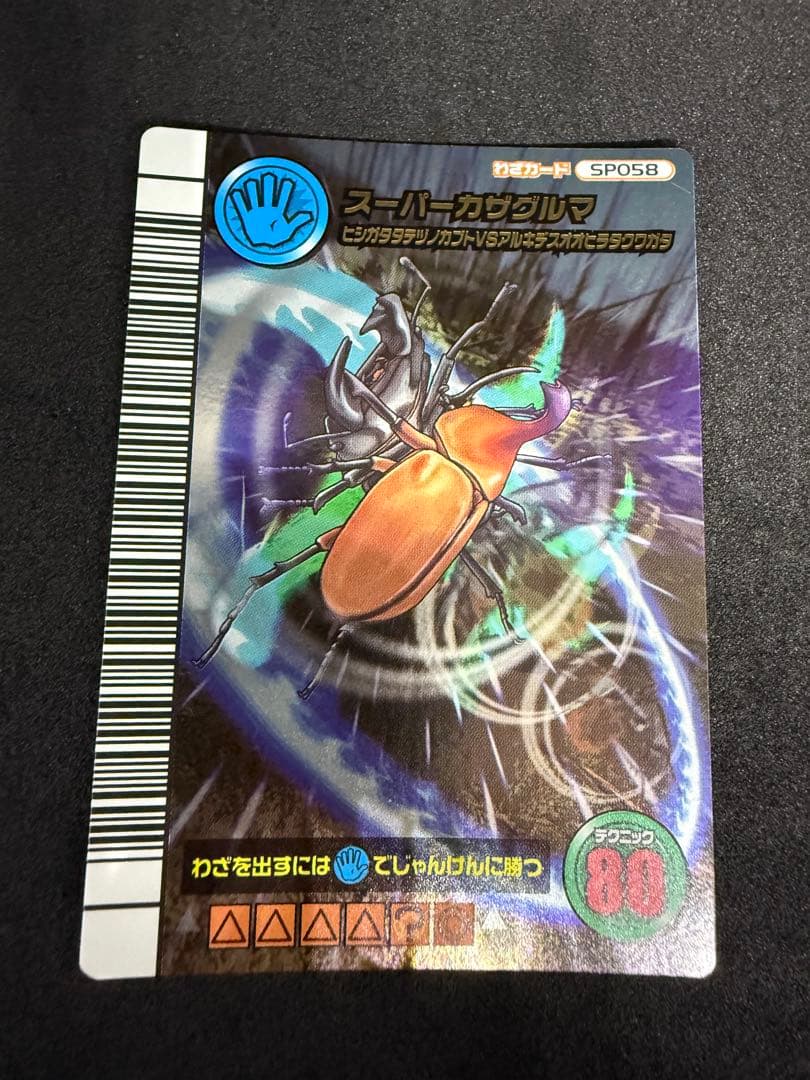 わざカード SP058
スーパーカザグルマ
ヒシガタタテヅノカブトVSアルキデスオオヒラタクワガタ
わざを出すには でじゃんけんに勝つ
テクニック
80